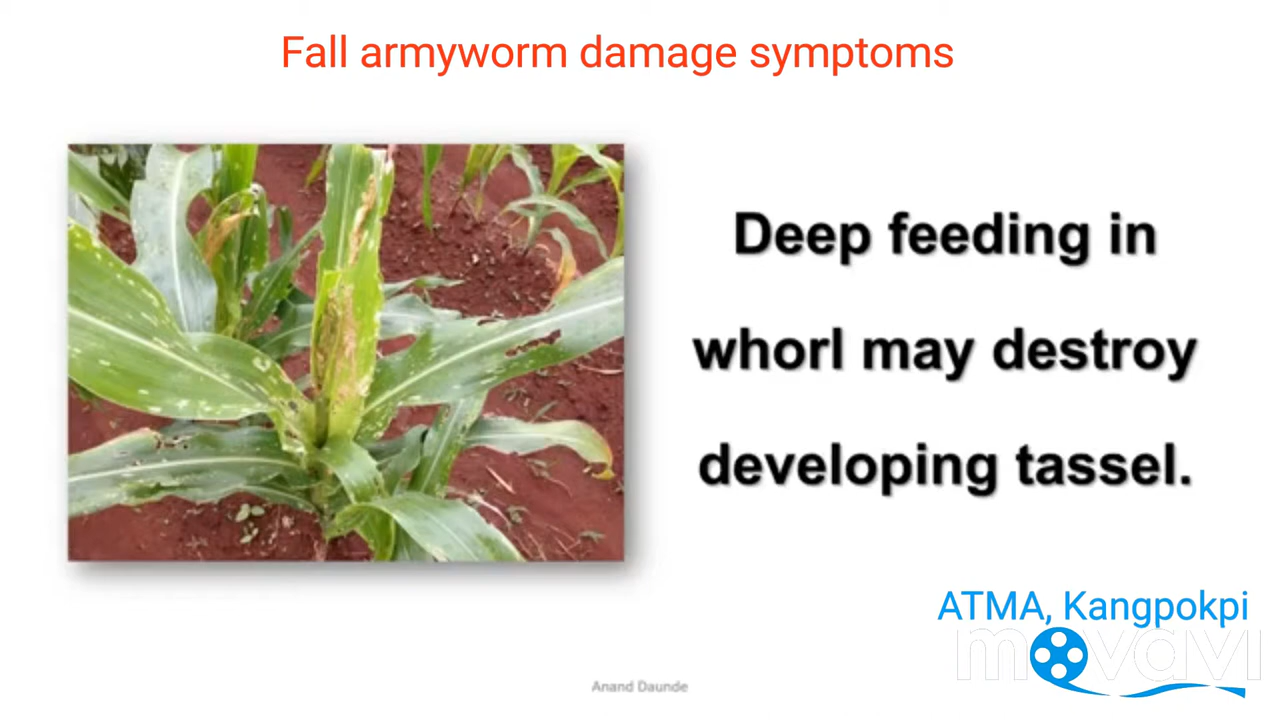 Fall armyworm damage symptoms
Deep feeding in
whorl may destroy
developing tassel.
ATMA, Kangpokpi
movavi
Anand Daunde